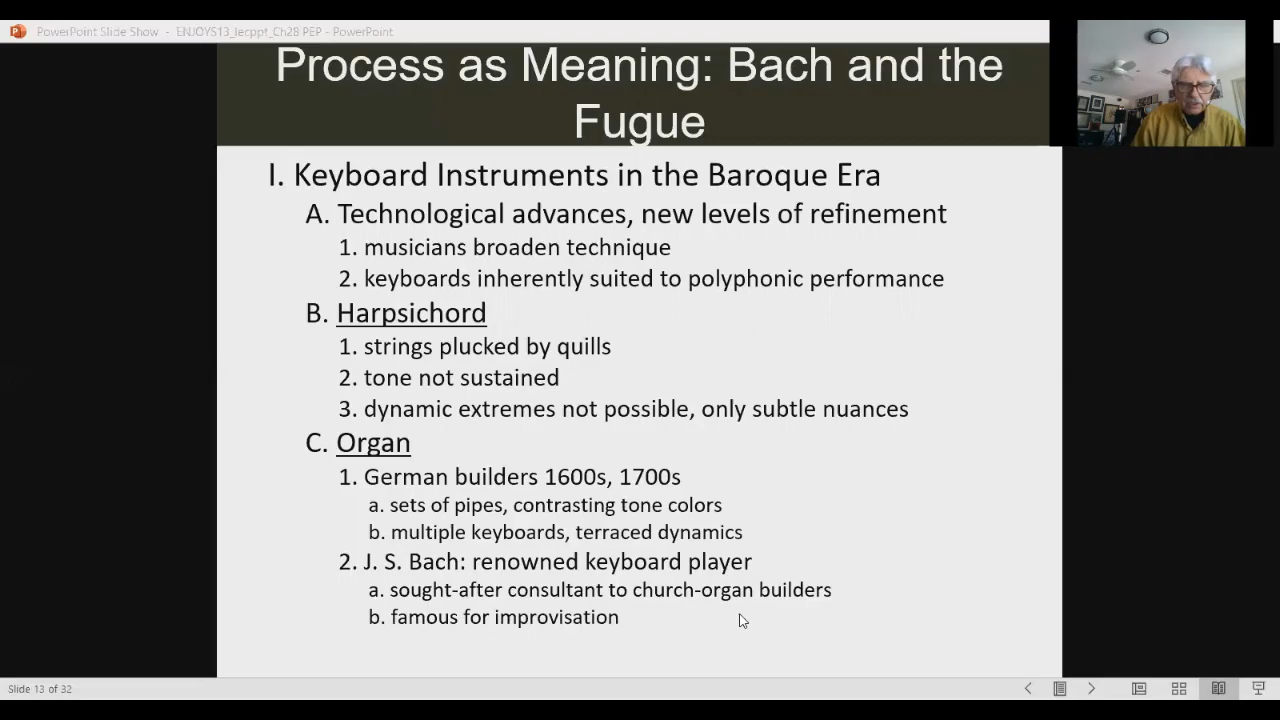 PowerPoint Slide Show - ENJOYS13_lecppt_Ch28 PEP - PowerPoint
Process as Meaning: Bach and the
Fugue
I. Keyboard Instruments in the Baroque Era
A. Technological advances, new levels of refinement
1. musicians broaden technique
2. keyboards inherently suited to polyphonic performance
B. Harpsichord
1. strings plucked by quills
2. tone not sustained
3. dynamic extremes not possible, only subtle nuances
C. Organ
1. German builders 1600s, 1700s
a. sets of pipes, contrasting tone colors
b. multiple keyboards, terraced dynamics
2. J. S. Bach: renowned keyboard player
a. sought-after consultant to church-organ builders
b. famous for improvisation
Slide 13 of 32